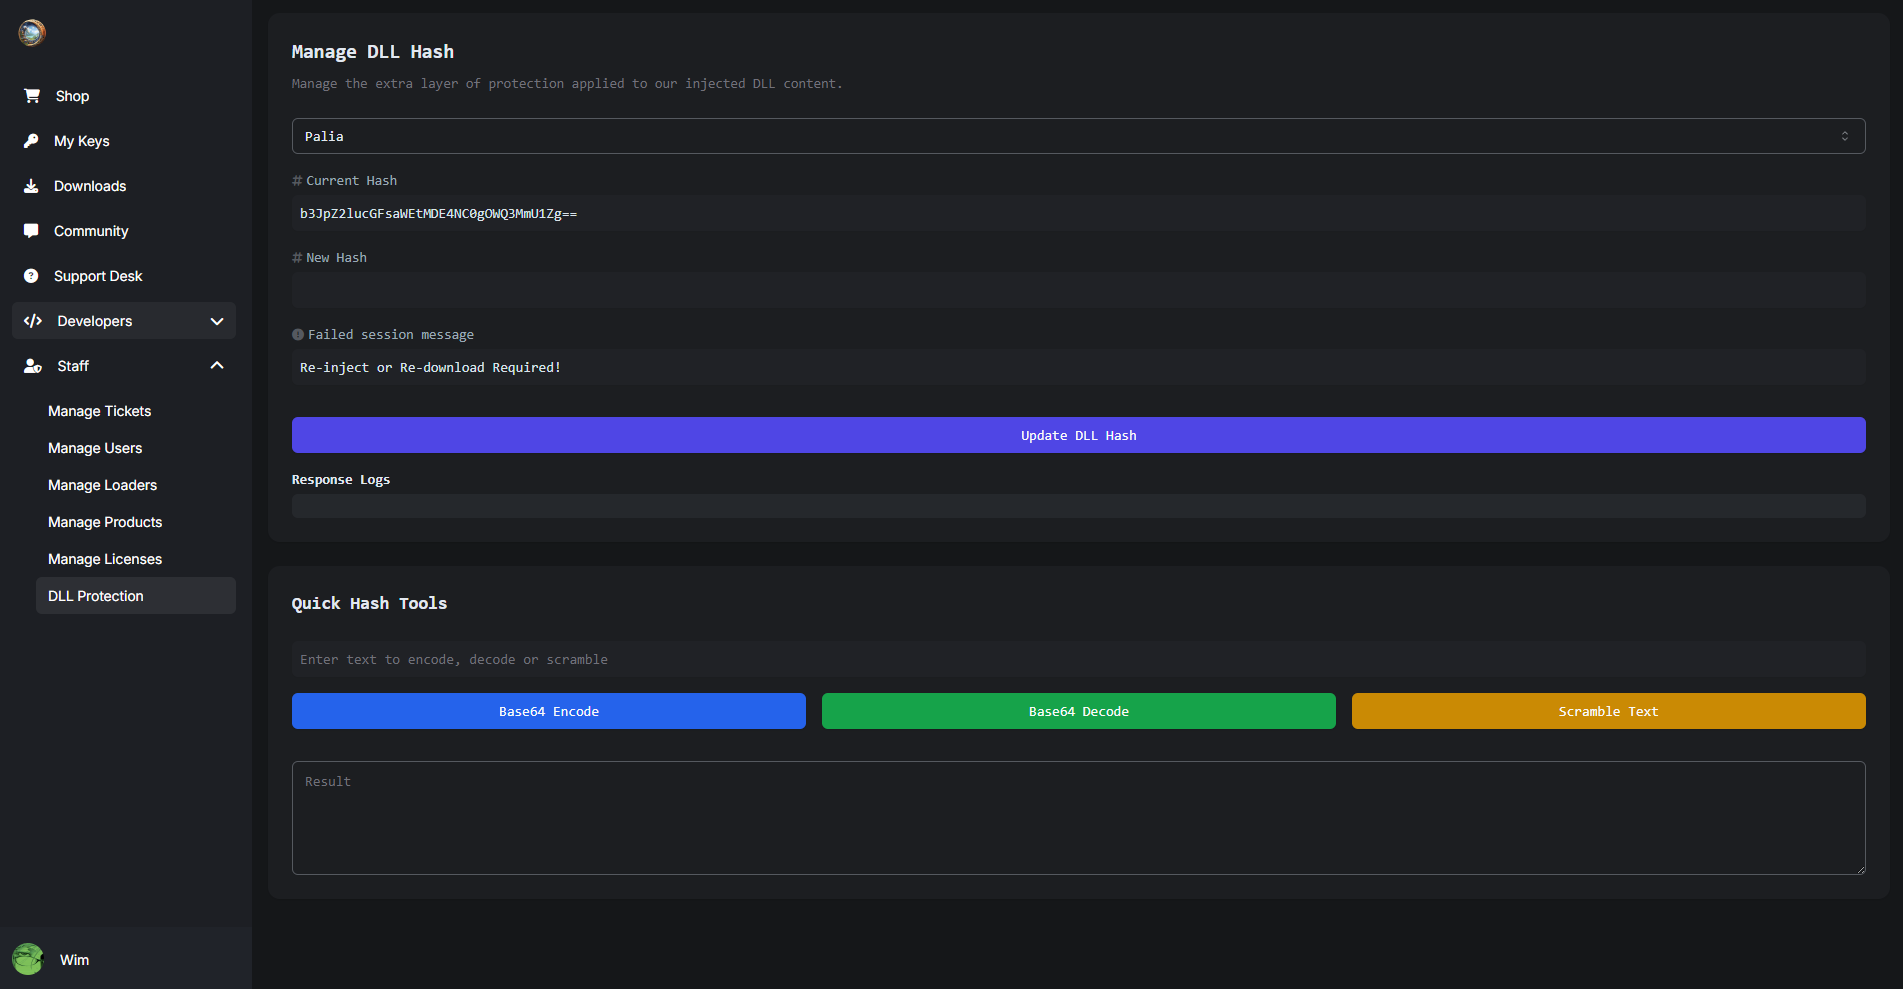 Shop
My Keys
Downloads
Community
Support Desk
Developers
Staff
Manage Tickets
Manage Users
Manage Loaders
Manage Products
Manage Licenses
DLL Protection
Wim
Manage DLL Hash
Manage the extra layer of protection applied to our injected DLL content.
Palia
# Current Hash
b3JpZ2lucGFsaWEtMDE4NC0gOWQ3MmU1Zg==
# New Hash
Failed session message
Re-inject or Re-download Required!
Update DLL Hash
Response Logs
Quick Hash Tools
Enter text to encode, decode or scramble
Base64 Encode
Base64 Decode
Scramble Text
Result